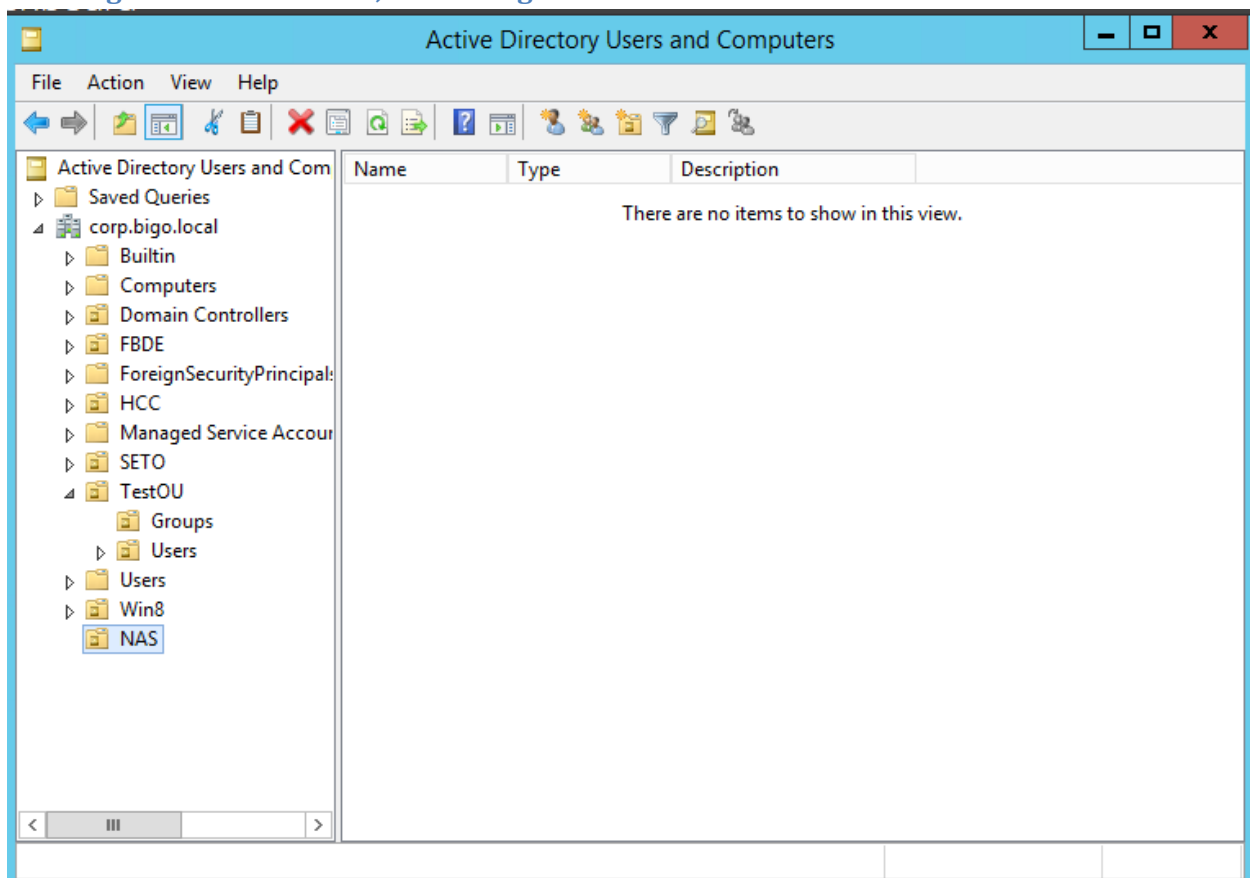 Active Directory Users and Computers
File Action View Help
Active Directory Users and Com
Name Type Description
Saved Queries
There are no items to show in this view.
corp.bigo.local
Builtin
Computers
Domain Controllers
FBDE
ForeignSecurityPrincipals
HCC
Managed Service Accour
SETO
TestOU
Groups
Users
Users
Win8
NAS